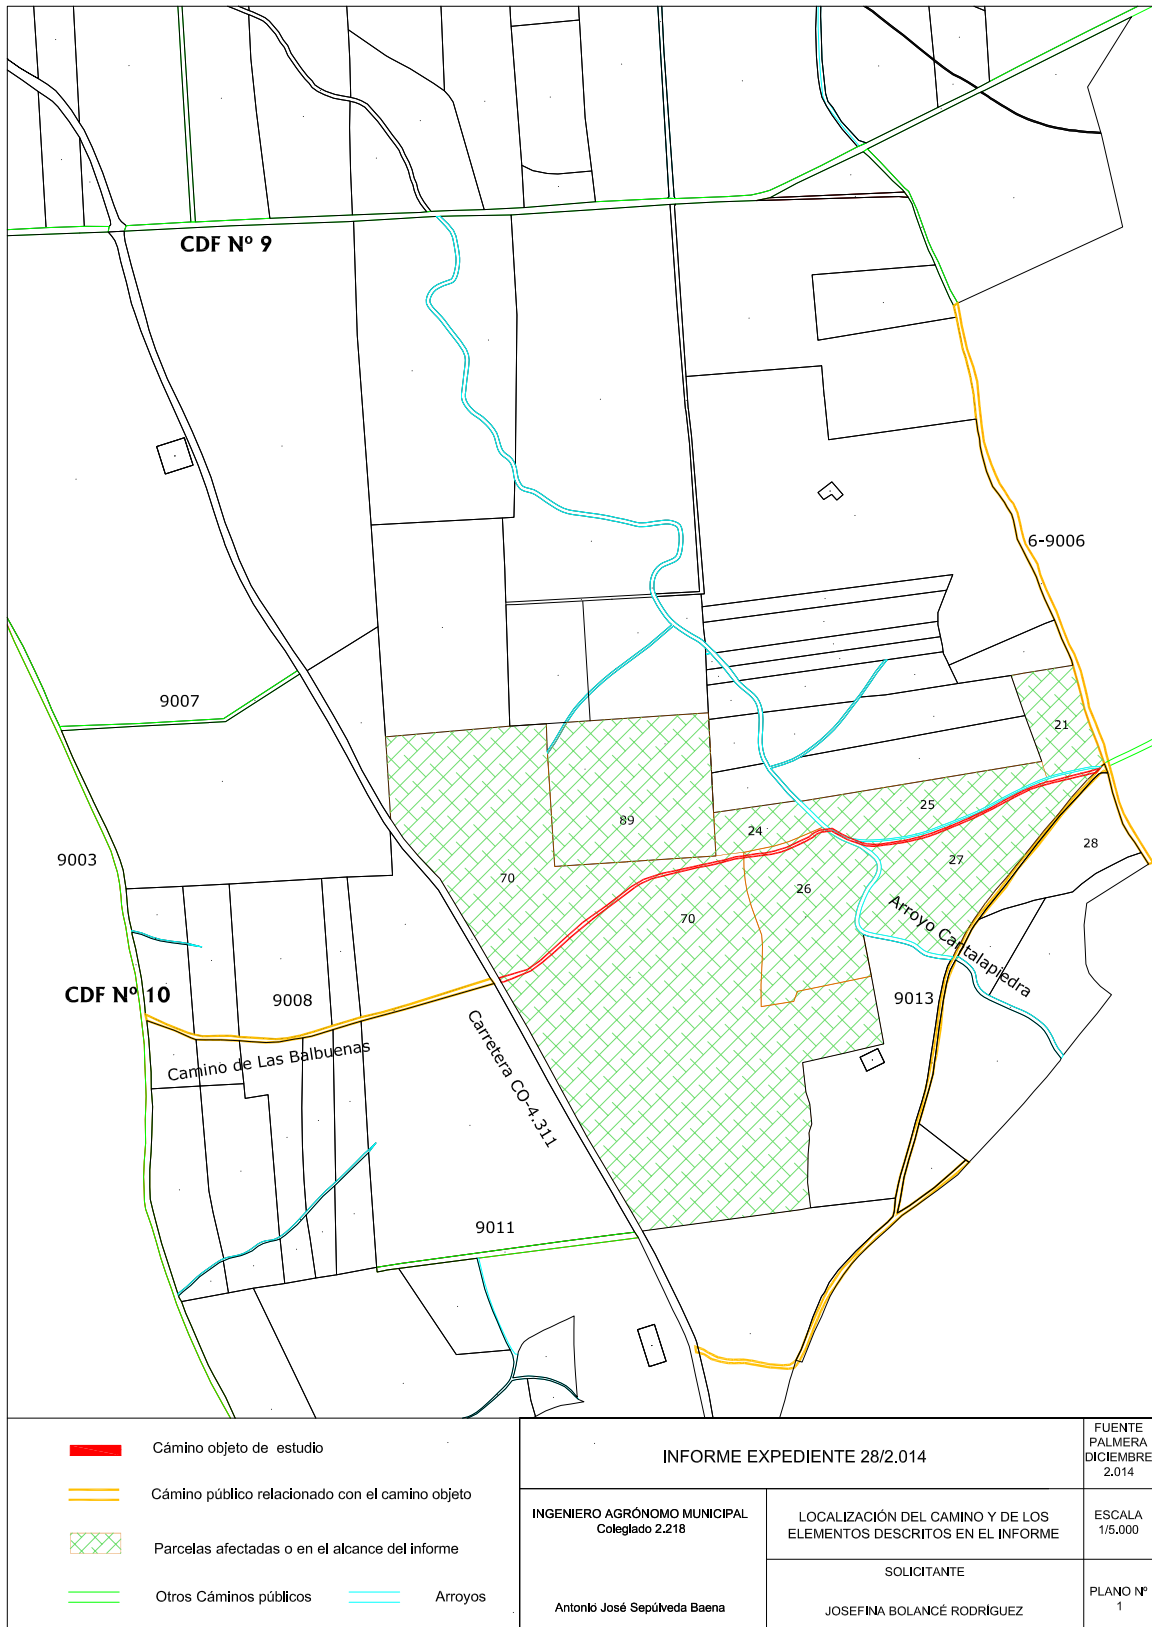 CDF Nº 9
6-9006
9007
21
25
89
24
9003
27
28
70
26
70
Arroyo Cantalapiedra
CDF Nº 10
9008
9013
Camino de Las Balbuenas
Carretera CO-4.311
9011
Cámino objeto de estudio
Cámino público relacionado con el camino objeto
Parcelas afectadas o en el alcance del informe
Otros Cáminos públicos
Arroyos
INFORME EXPEDIENTE 28/2.014
FUENTE
PALMERA
DICIEMBRE
2.014
INGENIERO AGRÓNOMO MUNICIPAL
Colegiado 2.218
Antonio José Sepúlveda Baena
LOCALIZACIÓN DEL CAMINO Y DE LOS
ELEMENTOS DESCRITOS EN EL INFORME
ESCALA
1/5.000
SOLICITANTE
JOSEFINA BOLANCÉ RODRÍGUEZ
PLANO Nº
1